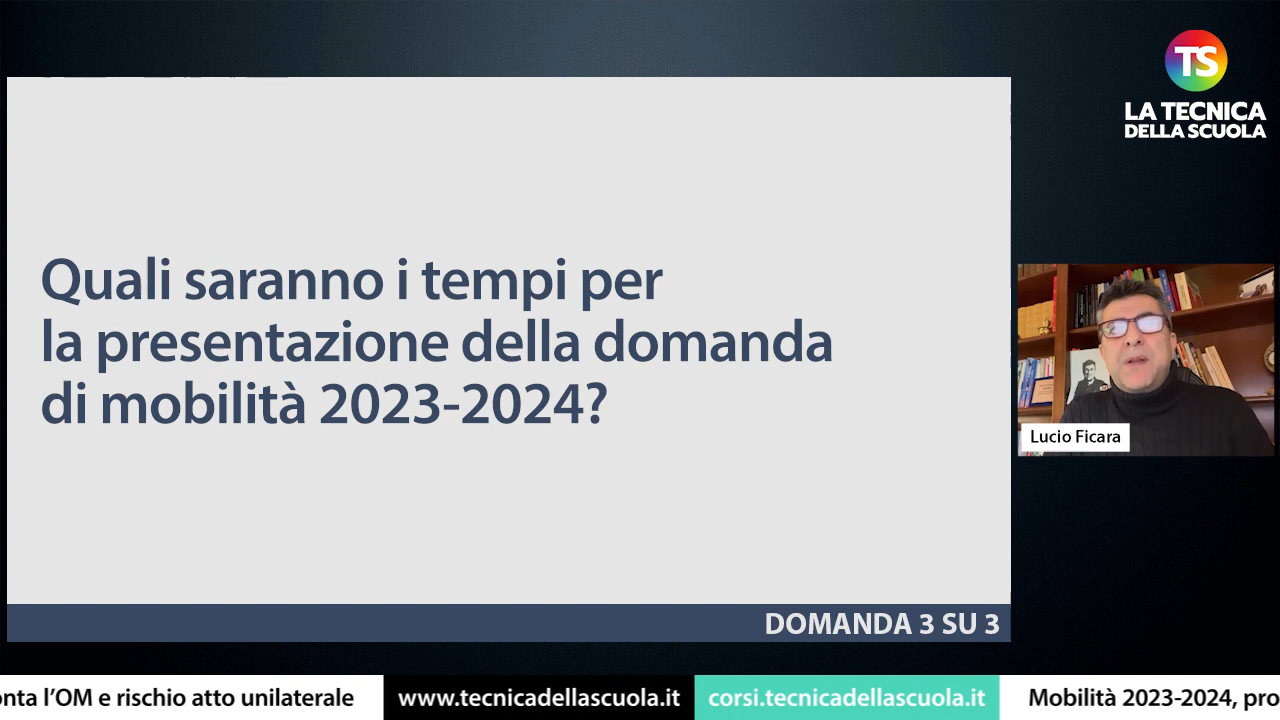 TS
LA TECNICA
DELLA SCUOLA
Quali saranno i tempi per
la presentazione della domanda
di mobilità 2023-2024?
Lucio Ficara
DOMANDA 3 SU 3
onta l’OM e rischio atto unilaterale
www.tecnicadellascuola.it
corsi.tecnicadellascuola.it
Mobilità 2023-2024, pro